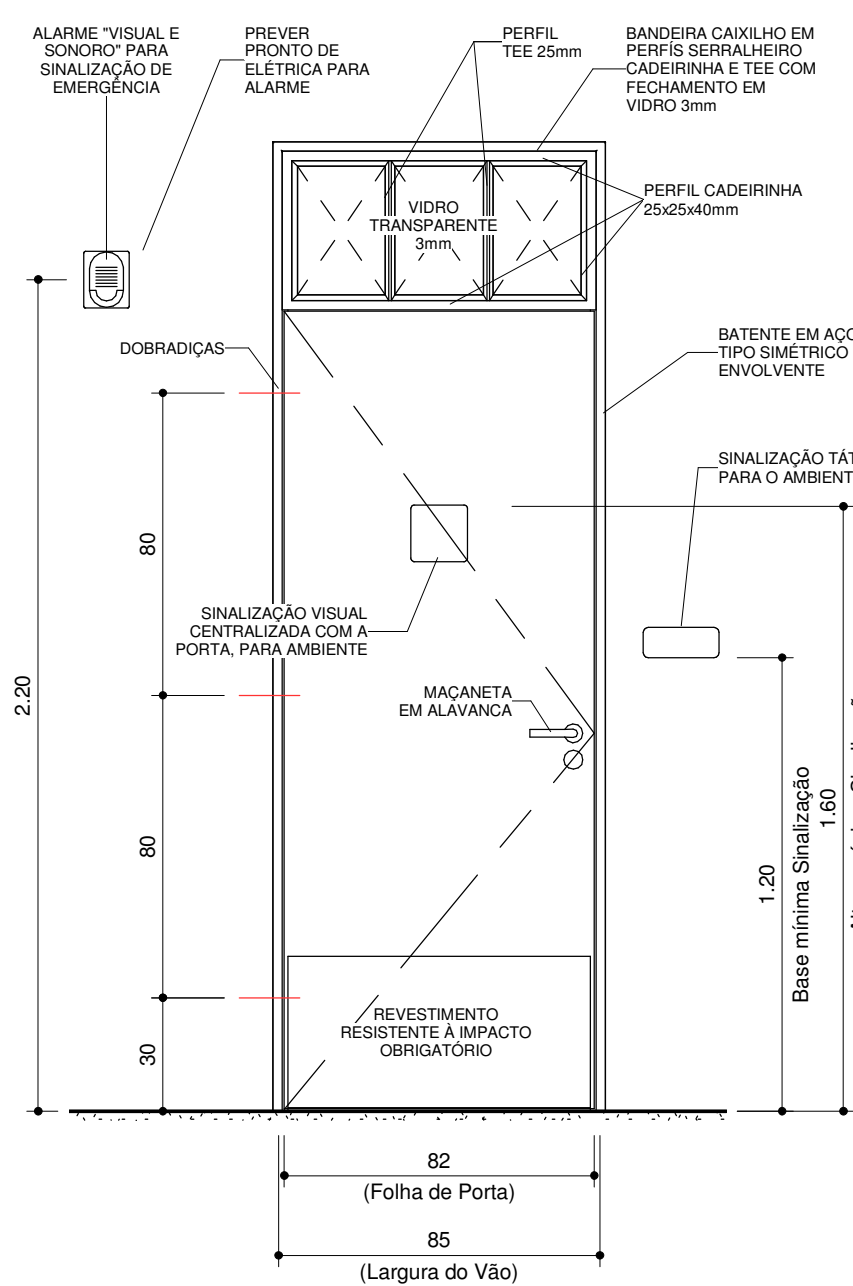 ALARME "VISUAL E
SONORO" PARA
SINALIZAÇÃO DE
EMERGÊNCIA
PREVER
PRONTO DE
ELÉTRICA PARA
ALARME
PERFIL
TEE 25mm
BANDEIRA CAIXILHO EM
PERFÍS SERRALHEIRO
CADEIRINHA E TEE COM
FECHAMENTO EM
VIDRO 3mm
VIDRO
TRANSPARENTE
3mm
PERFIL CADEIRINHA
25x25x40mm
DOBRADIÇAS
BATENTE EM AÇO
TIPO SIMÉTRICO
ENVOLVENTE
SINALIZAÇÃO
PARA O
SINALIZAÇÃO VISUAL
CENTRALIZADA COM A
PORTA, PARA AMBIENTE
MAÇANETA
EM ALAVANCA
REVESTIMENTO
RESISTENTE À IMPACTO
OBRIGATÓRIO
2.20
80
80
30
1.20
Base mínima Sinalização
1.60
82
(Folha de Porta)
85
(Largura do Vão)